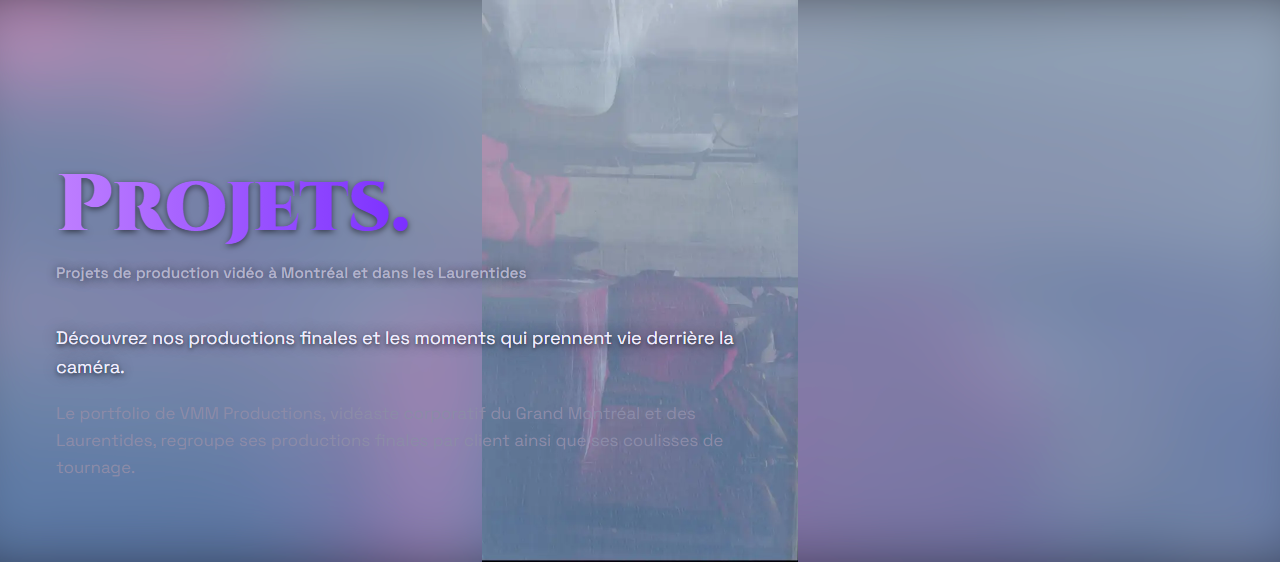 Projets.
Projets de production vidéo à Montréal et dans les Laurentides
Découvrez nos productions finales et les moments qui prennent vie derrière la
caméra.
Le portfolio de VMM Productions, du Grand Montréal et des
Laurentides, regroupe ses productions client ainsi que ses coulisses de
tournage.